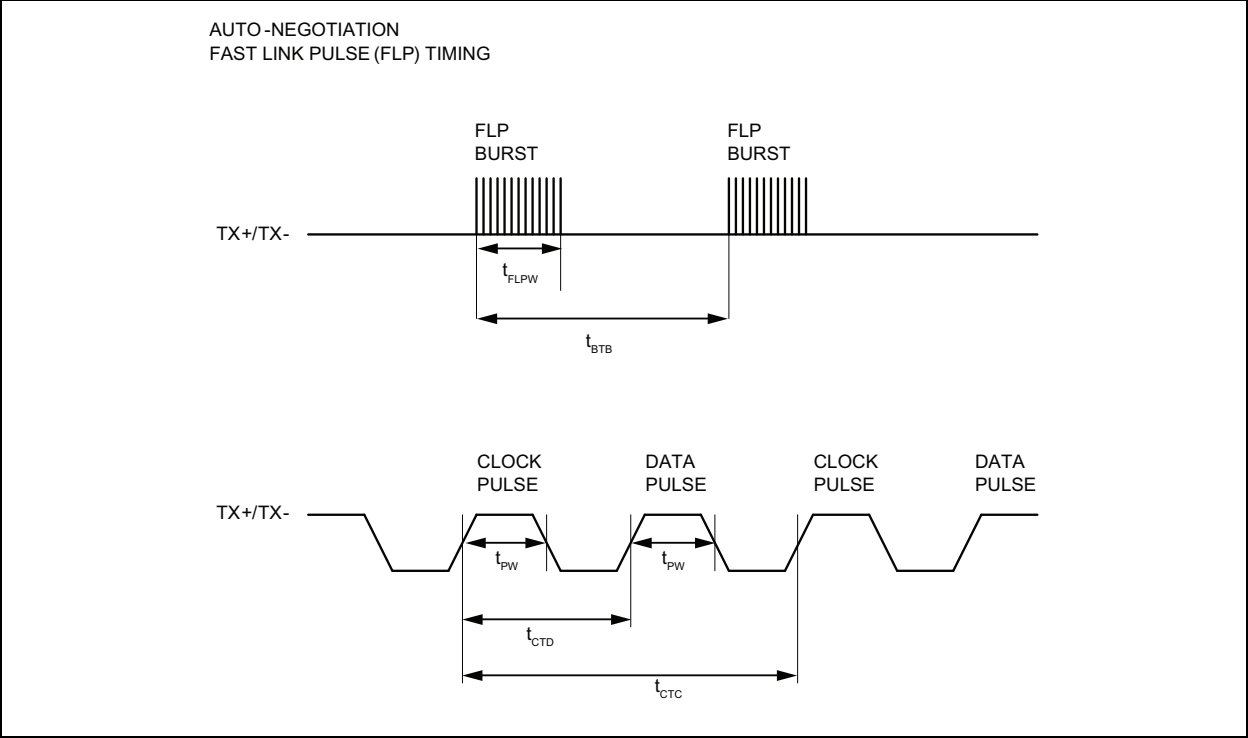 AUTO-NEGOTIATION
FAST LINK PULSE (FLP) TIMING
FLP
BURST
FLP
BURST
TX+/TX-
tFLPW
tBTB
CLOCK
PULSE
DATA
PULSE
CLOCK
PULSE
DATA
PULSE
TX+/TX-
tPW
tPW
tCTD
tCTC